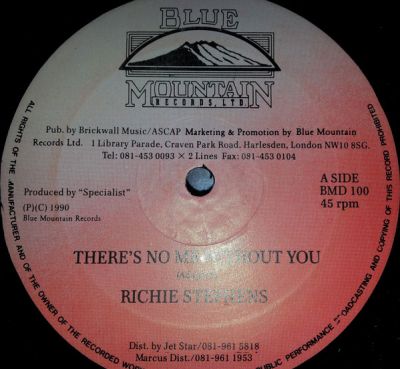 BLUE
MOUNTAIN
RECORDS, LTD.
Pub. by Brickwall Music/ASCAP Marketing & Promotion by Blue Mountain
Records Ltd. 1 Library Parade, Craven Park Road, Harlesden, London NW10 8SG.
Tel: 081-453 0093 × 2 Lines Fax: 081-453 0104
Produced by "Specialist"
(P)(C) 1990
Blue Mountain Records
A SIDE
BMD 100
45 rpm
THERE'S NO ME WITHOUT YOU
RICHIE STEPHENS
Dist. by Jet Star/081-961 5818
Marcus Dist./081-961 1953
ALL RIGHTS OF THE MANUFACTURER AND OF THE OWNER OF THE RECORDED
PUBLIC PERFORMANCE BROADCASTING AND COPYING OF THIS RECORD PROHIBITED